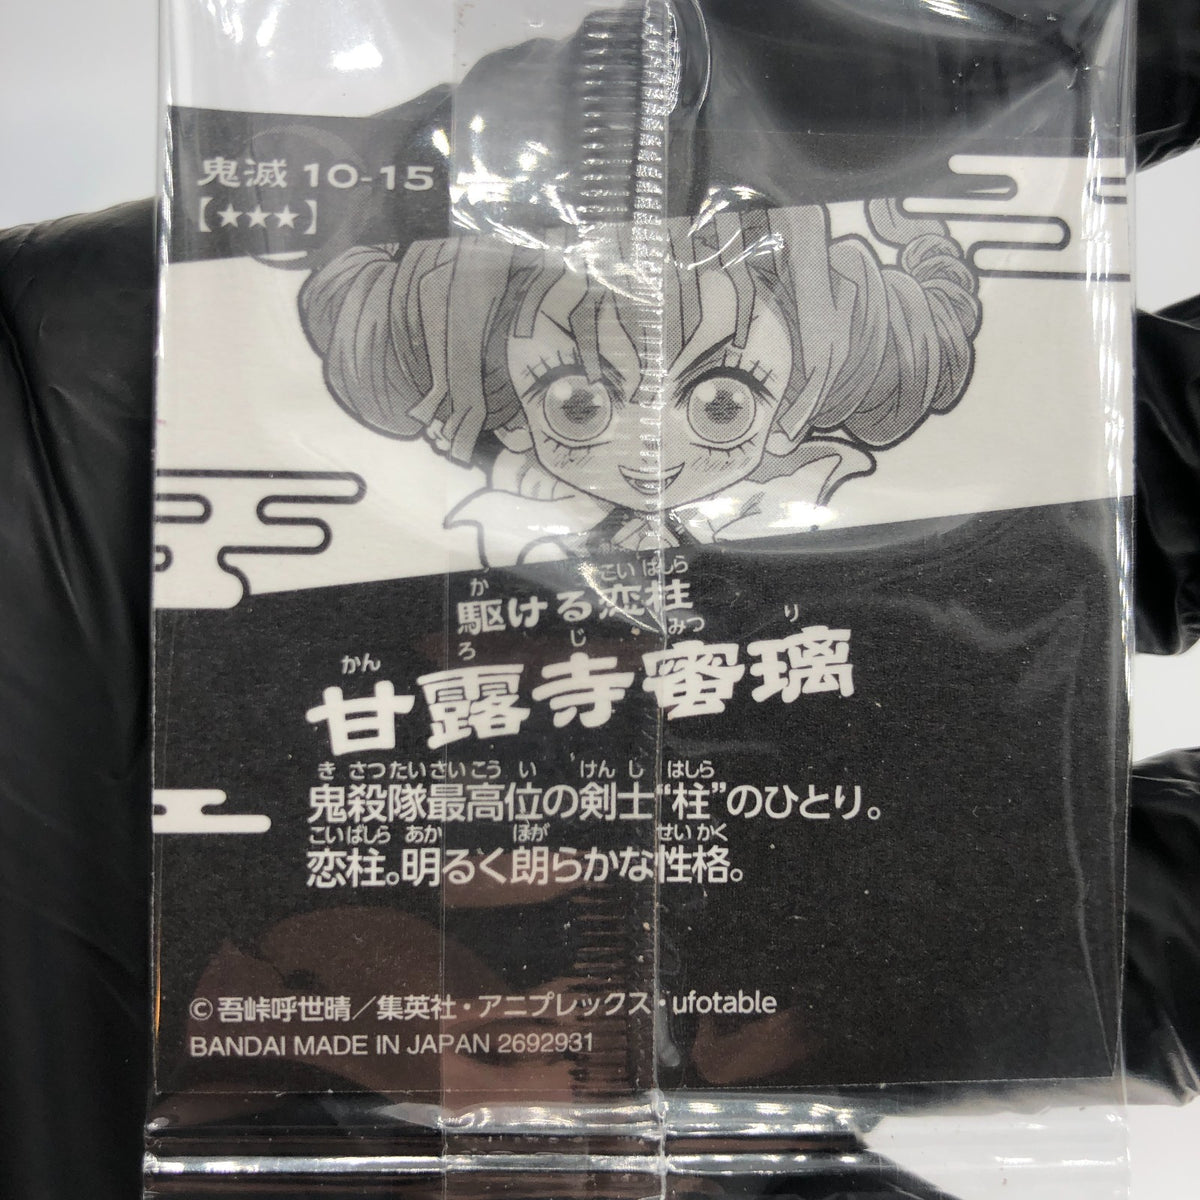 鬼滅 10-15
【★★★】
か こいばしら
駆ける恋柱
かん ろ じ みつ り
甘露寺蜜璃
き さつ たい さい こう い けん し はしら
鬼殺隊最高位の剣士“柱”のひとり。
こいばしら あか ほが せいかく
恋柱。明るく朗らかな性格。
©吾峠呼世晴／集英社・アニプレックス・ufotable
BANDAI MADE IN JAPAN 2692931